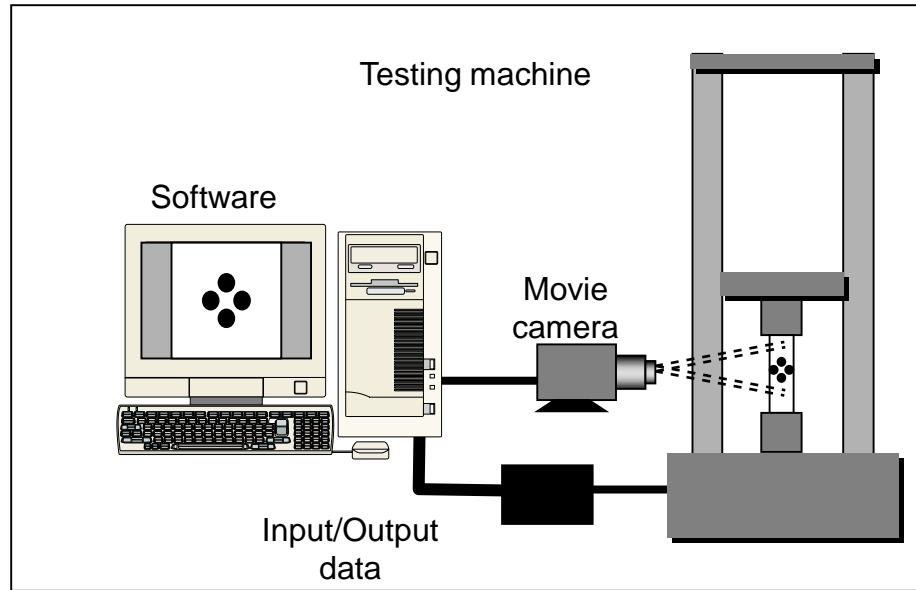 Testing machine
Software
Movie
camera
Input/Output
data